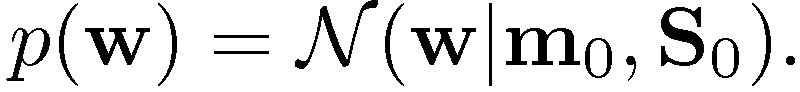 p(𝐰) = 𝒩(𝐰|𝐦₀, 𝐒₀).